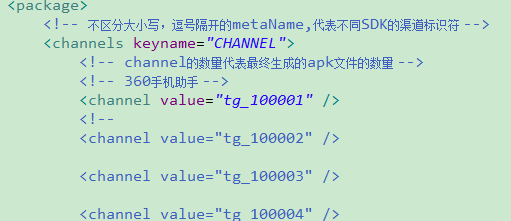 <package>
<!-- 不区分大小写，逗号隔开的metaName,代表不同SDK的渠道标识符 -->
<channels keyname="CHANNEL">
<!-- channel的数量代表最终生成的apk文件的数量 -->
<!-- 360手机助手 -->
<channel value="tg_100001" />
<!--
<channel value="tg_100002" />
<channel value="tg_100003" />
<channel value="tg_100004" />